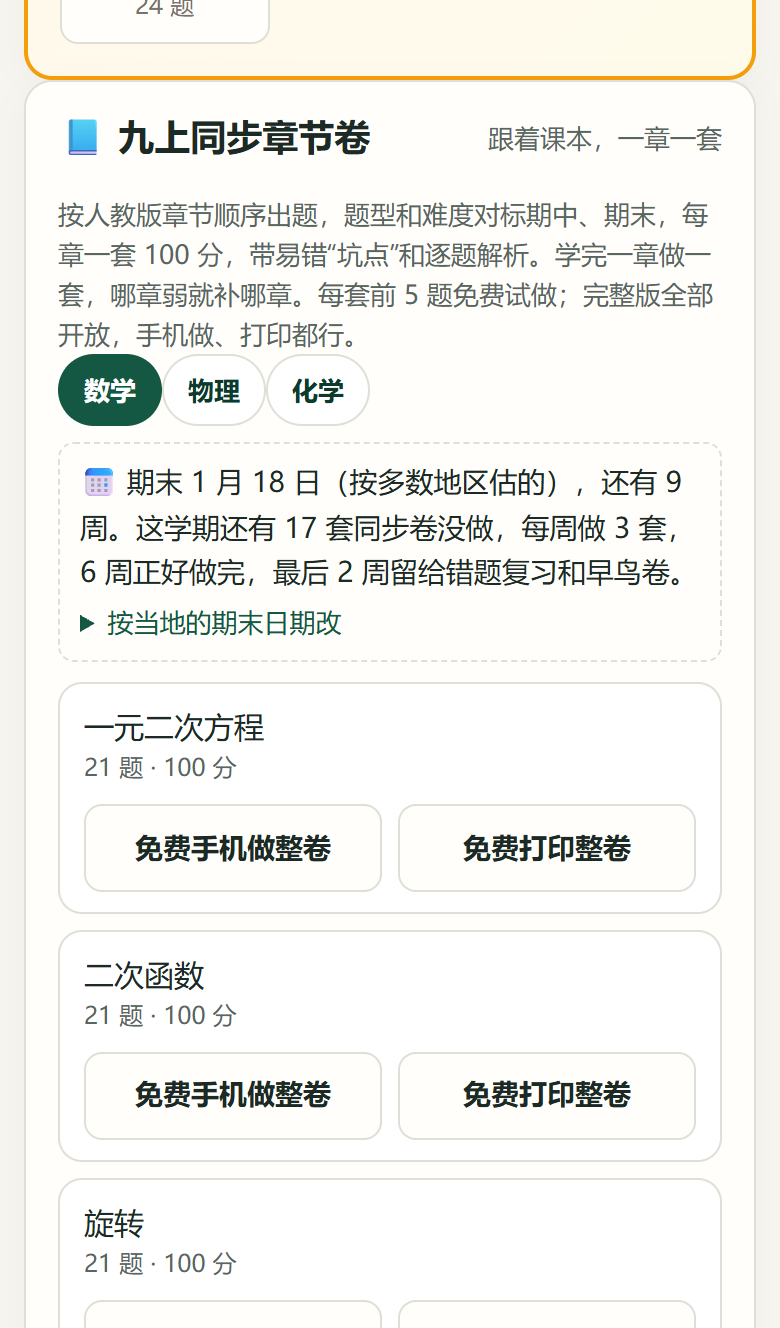 24 题
九上同步章节卷
跟着课本，一章一套
按人教版章节顺序出题，题型和难度对标期中、期末，每
章一套 100 分，带易错“坑点”和逐题解析。学完一章做一
套，哪章弱就补哪章。每套前 5 题免费试做；完整版全部
开放，手机做、打印都行。
数学
物理
化学
期末 1 月 18 日（按多数地区估的），还有 9
周。这学期还有 17 套同步卷没做，每周做 3 套，
6 周正好做完，最后 2 周留给错题复习和早鸟卷。
按当地的期末日期改
一元二次方程
21 题 · 100 分
免费手机做整卷
免费打印整卷
二次函数
21 题 · 100 分
免费手机做整卷
免费打印整卷
旋转
21 题 · 100 分